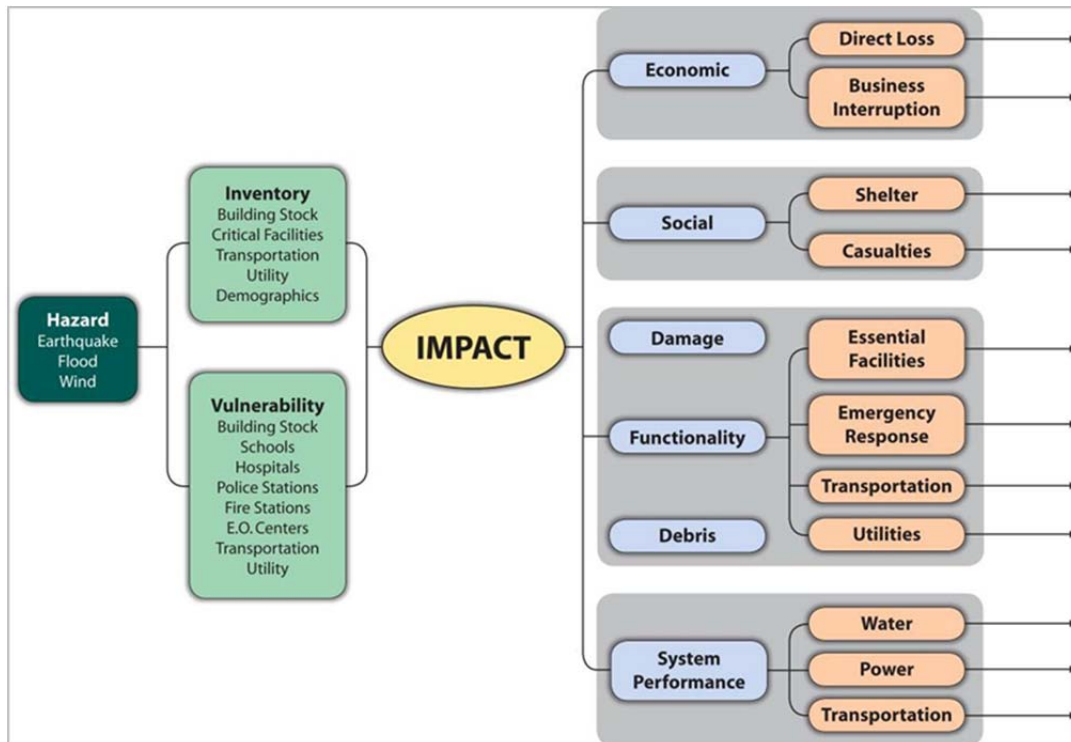 Hazard
Earthquake
Flood
Wind
Inventory
Building Stock
Critical Facilities
Transportation
Utility
Demographics
Vulnerability
Building Stock
Schools
Hospitals
Police Stations
Fire Stations
E.O. Centers
Transportation
Utility
IMPACT
Economic
Direct Loss
Business
Interruption
Social
Shelter
Casualties
Damage
Functionality
Debris
Essential
Facilities
Emergency
Response
Transportation
Utilities
System
Performance
Water
Power
Transportation